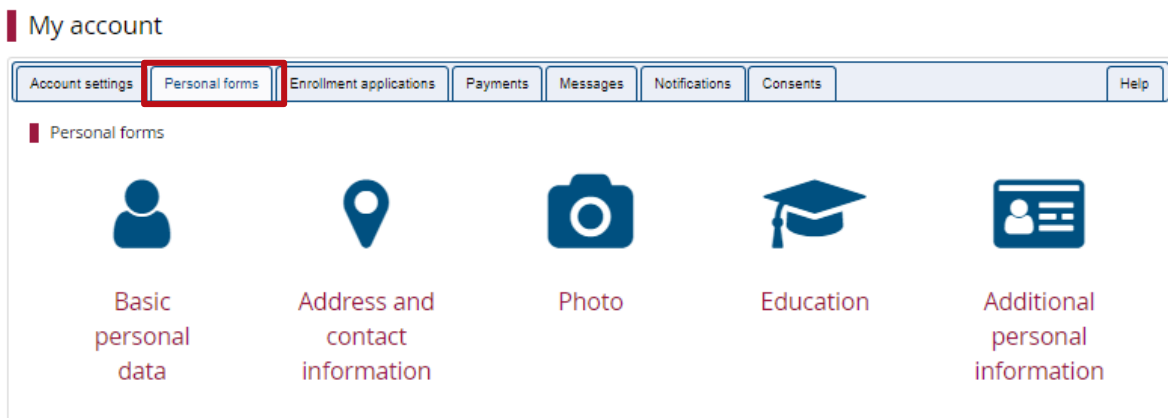 My account
Account settings Personal forms Enrollment applications Payments Messages Notifications Consents Help
Personal forms
Basic personal data
Address and contact information
Photo
Education
Additional personal information